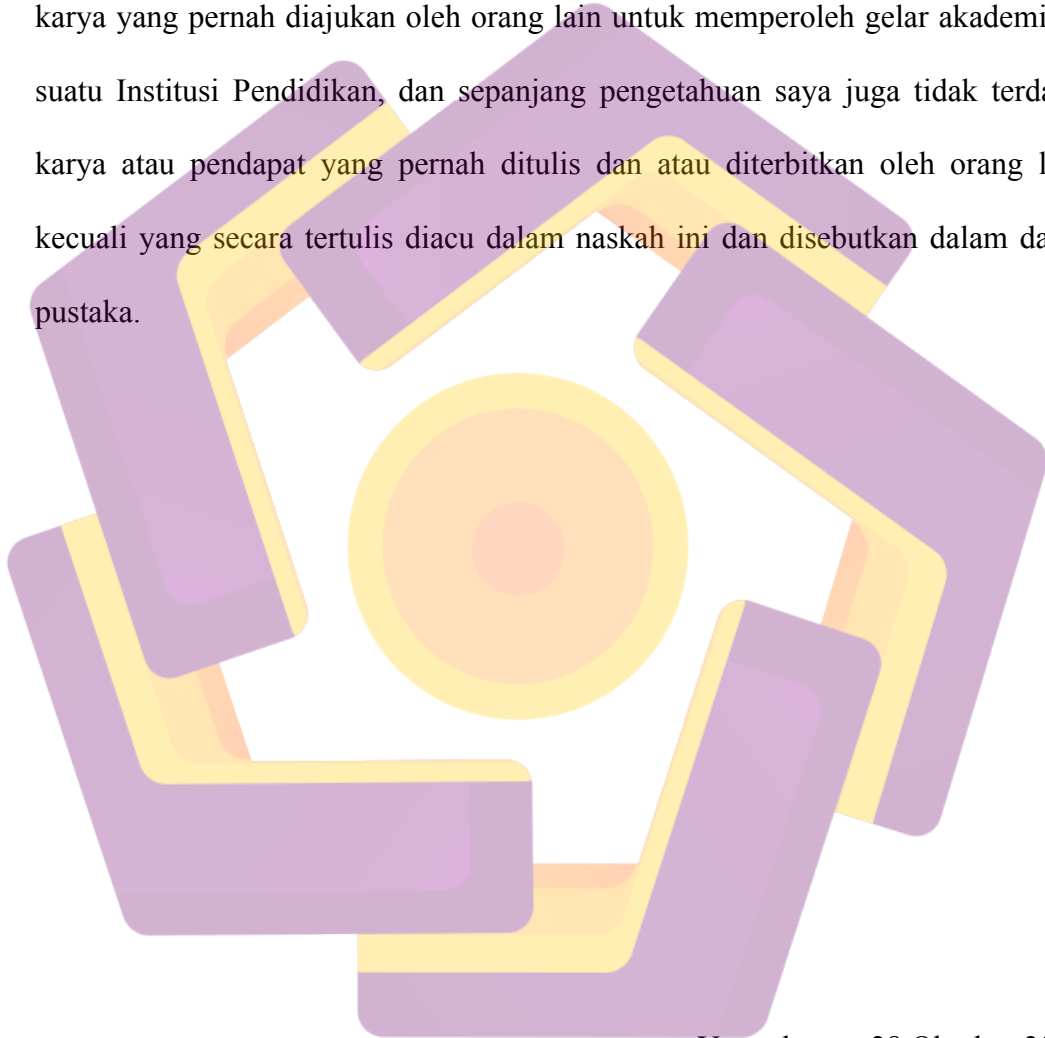 karya yang pernah diajukan oleh orang lain untuk memperoleh gelar akademi
suatu Institusi Pendidikan, dan sepanjang pengetahuan saya juga tidak terda
karya atau pendapat yang pernah ditulis dan atau diterbitkan oleh orang l
kecuali yang secara tertulis diacu dalam naskah ini dan disebutkan dalam da
pustaka.